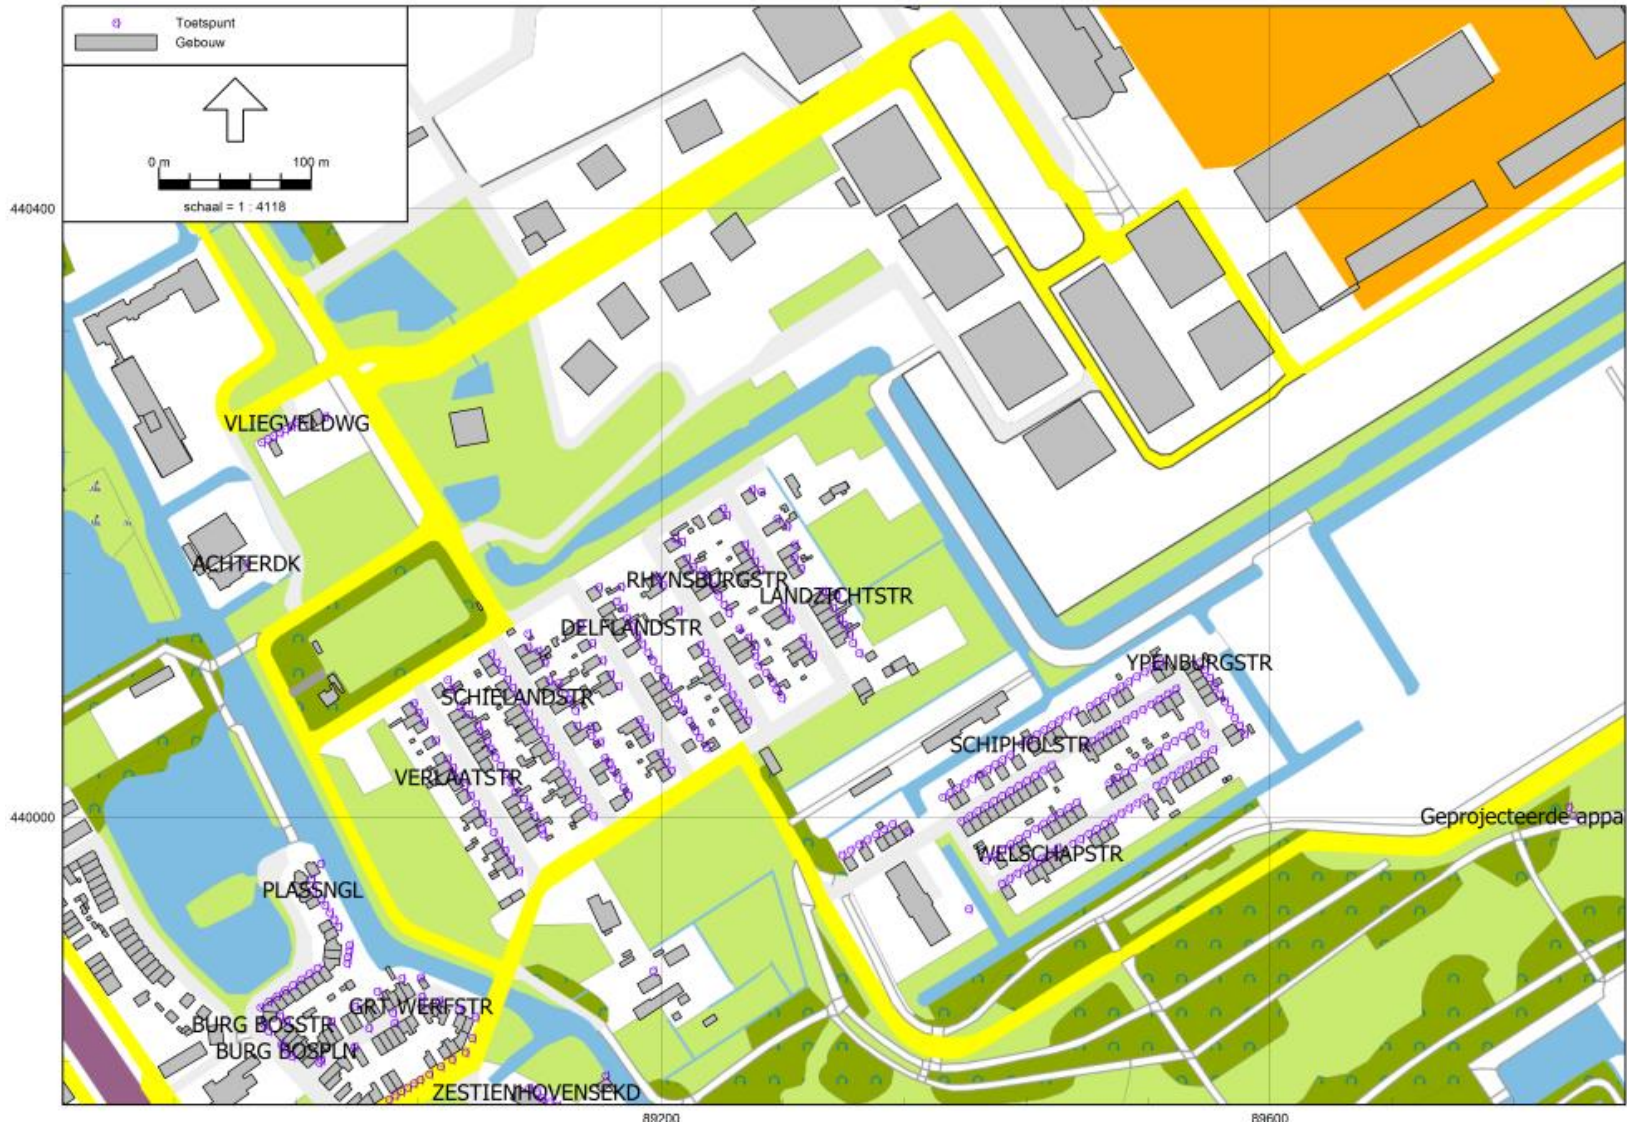 Toetspunt
Gebouw
0 m 100 m
schaal = 1 : 4118
440400
VLIEGVELDWG
ACHTERDK
RHYNSBURGSTR
LANDZICHTSTR
DELFLANDSTR
YPENBURGSTR
SCHIELANDSTR
SCHIPHOLSTR
VERLAATSTR
440000
Geprojecteerde appa
WELSCHAPSTR
PLASSNGL
GRT WERFSTR
BURG BOSSTR
BURG BOSPLN
ZESTIENHOVENSEKD
89200
89600